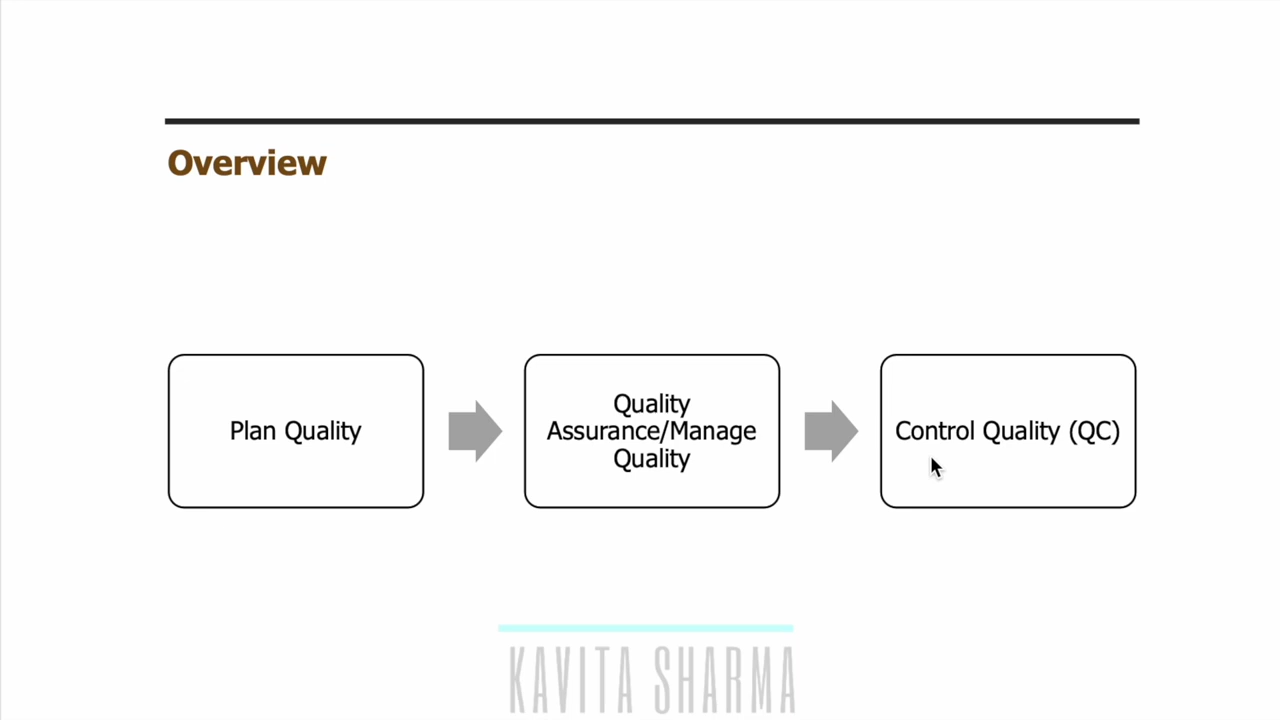 Overview
Plan Quality
Quality
Assurance/Manage
Quality
Control Quality (QC)
KAVITA SHARMA